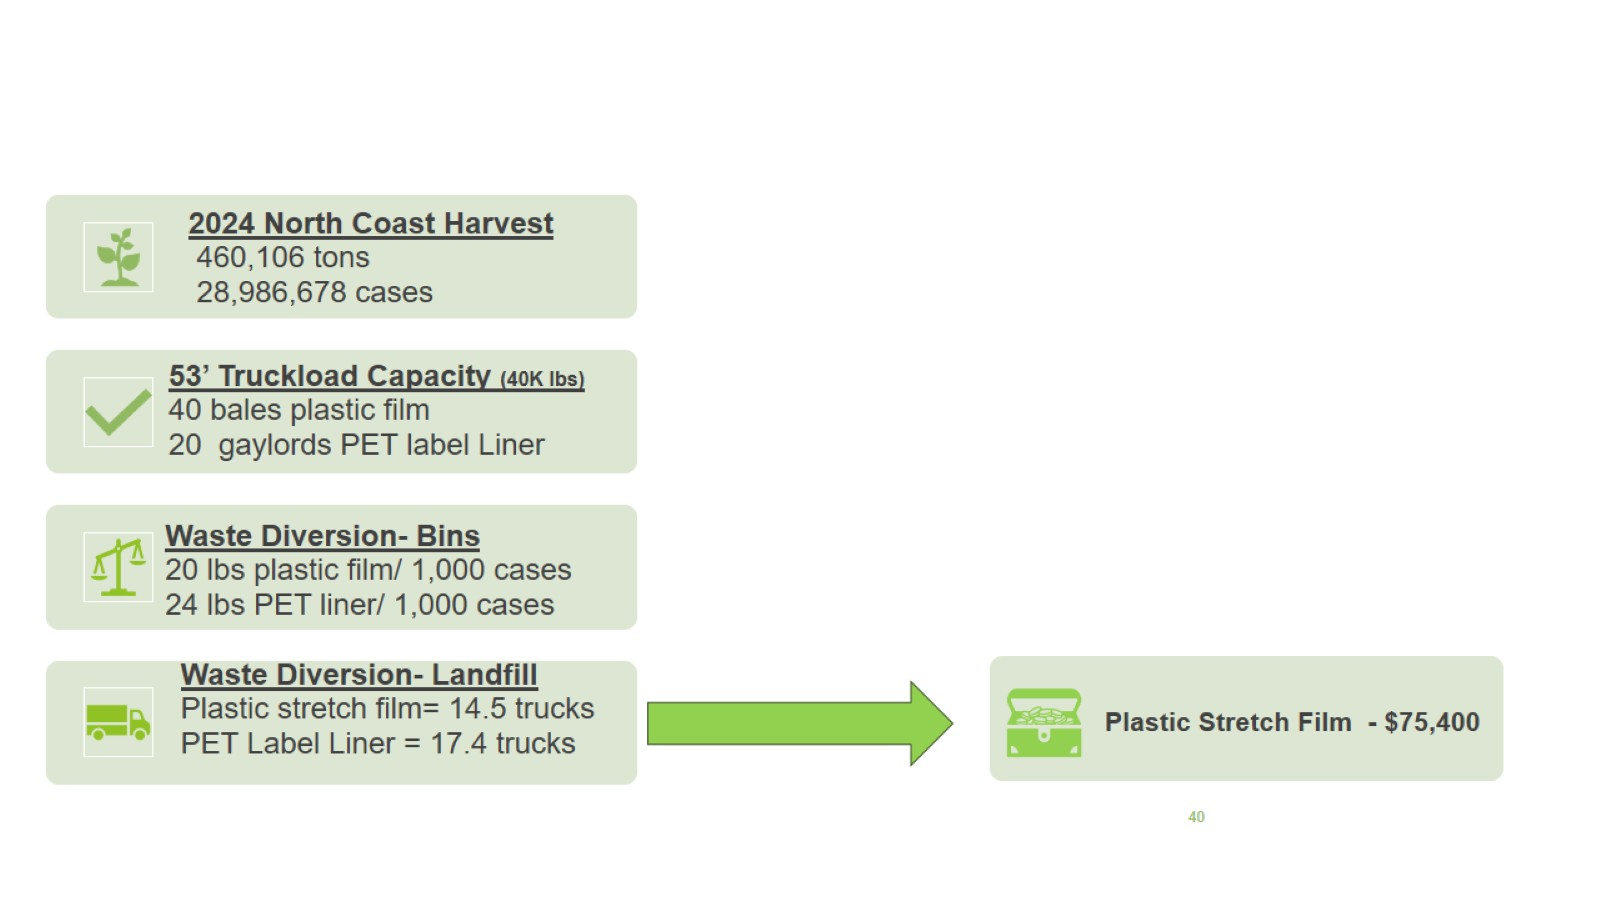 2024 North Coast Harvest
460,106 tons
28,986,678 cases
53’ Truckload Capacity (40K lbs)
40 bales plastic film
20  gaylords PET label Liner
Waste Diversion- Bins
20 lbs plastic film/ 1,000 cases
24 lbs PET liner/ 1,000 cases
Waste Diversion- Landfill
Plastic stretch film= 14.5 trucks
PET Label Liner = 17.4 trucks
Plastic Stretch Film  - $75,400
40